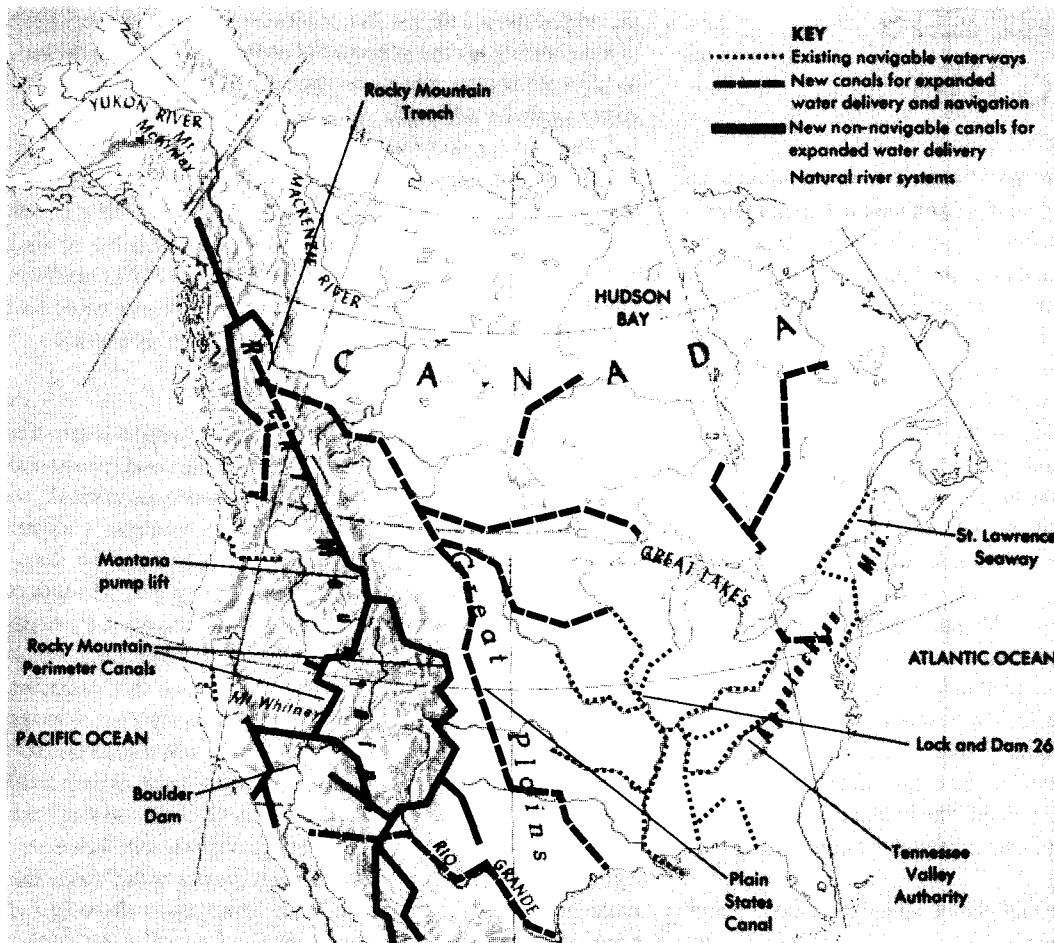 KEY
Existing navigable waterways
New canals for expanded
water delivery and navigation
New non-navigable canals for
expanded water delivery
Natural river systems
Rocky Mountain
Trench
YUKON RIVER
Mt.
McKinley
MACKENZIE
RIVER
HUDSON
BAY
CANADA
St. Lawrence
Seaway
Mts.
GREAT LAKES
Montana
pump lift
Great
Plains
Rocky Mountain
Perimeter Canals
Mt. Whitney
ATLANTIC OCEAN
Appalachian
PACIFIC OCEAN
Lock and Dam 26
Boulder
Dam
RIO
GRANDE
Plain
States
Canal
Tennessee
Valley
Authority